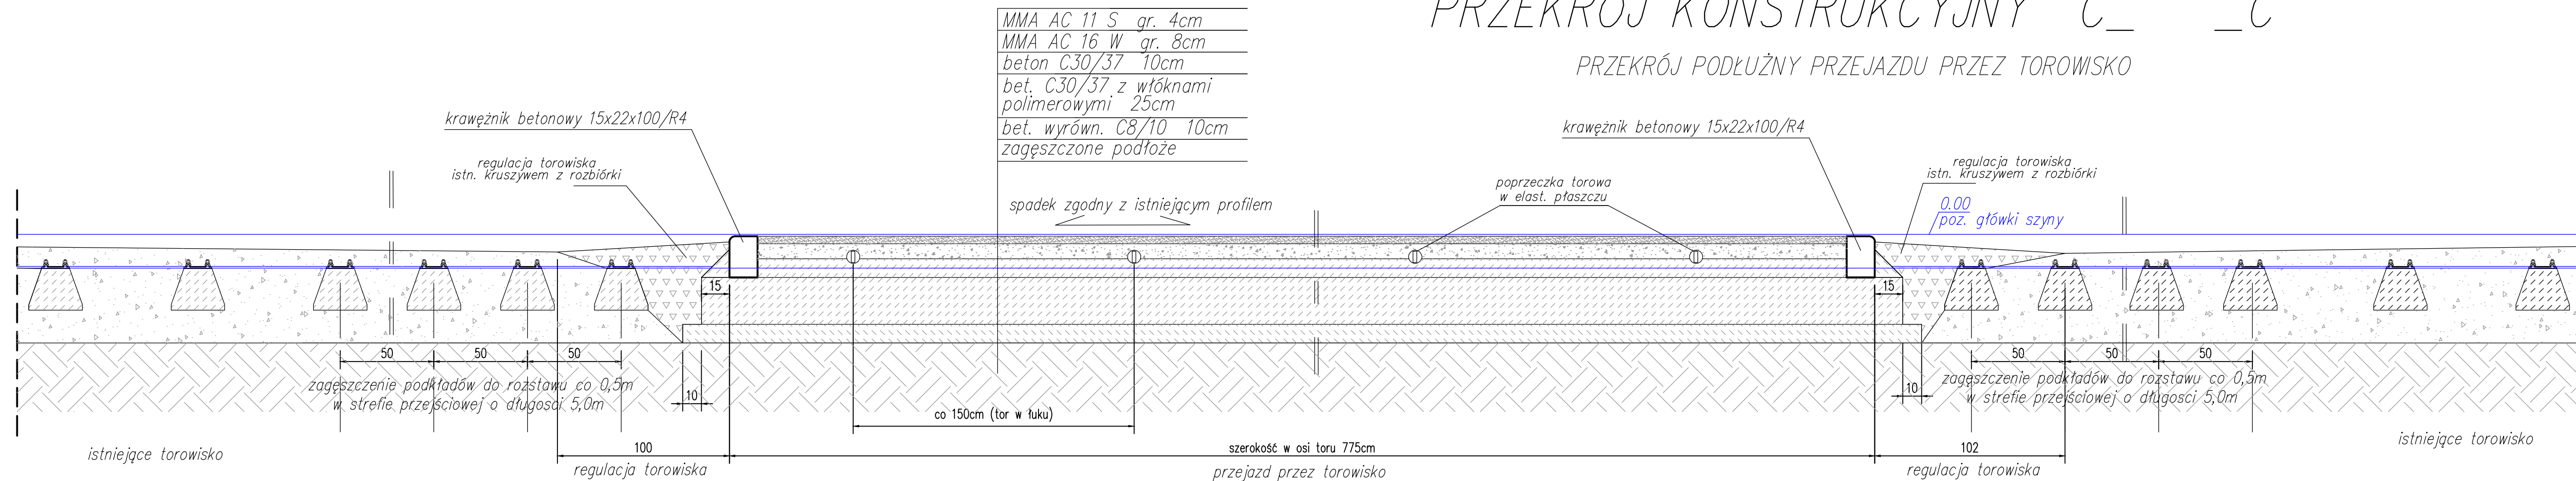 PRZEKRÓJ KONSTRUKCYJNY C_ _C
PRZEKRÓJ PODŁUŻNY PRZEJAZDU PRZEZ TOROWISKO
MMA AC 11 S gr. 4cm
MMA AC 16 W gr. 8cm
beton C30/37 10cm
bet. C30/37 z włóknami
polimerowymi 25cm
bet. wyrówn. C8/10 10cm
zagęszczone podłoże
krawężnik betonowy 15x22x100/R4
regulacja torowiska
istn. kruszywem z rozbiórki
spadek zgodny z istniejącym profilem
poprzeczka torowa
w elast. płaszczu
krawężnik betonowy 15x22x100/R4
regulacja torowiska
istn. kruszywem z rozbiórki
0.00
poz. główki szyny
15
15
50
50
50
zagęszczenie podkładów do rozstawu co 0,5m
w strefie przejściowej o długosci 5,0m
10
co 150cm (tor w łuku)
10
50
50
50
zagęszczenie podkładów do rozstawu co 0,5m
w strefie przejściowej o długosci 5,0m
istniejące torowisko
100
regulacja torowiska
szerokość w osi toru 775cm
przejazd przez torowisko
102
regulacja torowiska
istniejące torowisko